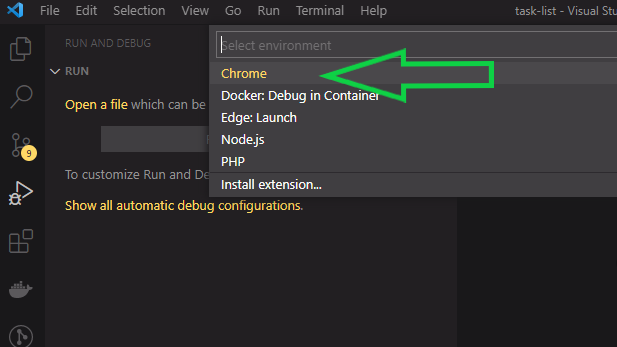 File Edit Selection View Go Run Terminal Help task-list - Visual Stu
RUN AND DEBUG
Select environment
RUN
Chrome
Open a file which can be
Docker: Debug in Container
Edge: Launch
Node.js
PHP
To customize Run and De
Install extension...
Show all automatic debug configurations.
9